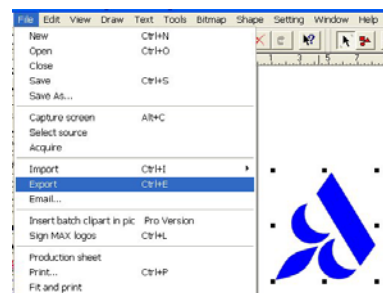 File Edit View Draw Text Tools Bitmap Shape Setting Window Help
New Ctrl+N
Open Ctrl+O
Close
Save Ctrl+S
Save As...
Capture screen Alt+C
Select source
Acquire
Import Ctrl+I
Export Ctrl+E
Email...
Insert batch clipart in pic Pro Version
Sign MAX logos Ctrl+L
Production sheet
Print... Ctrl+P
Fit and print